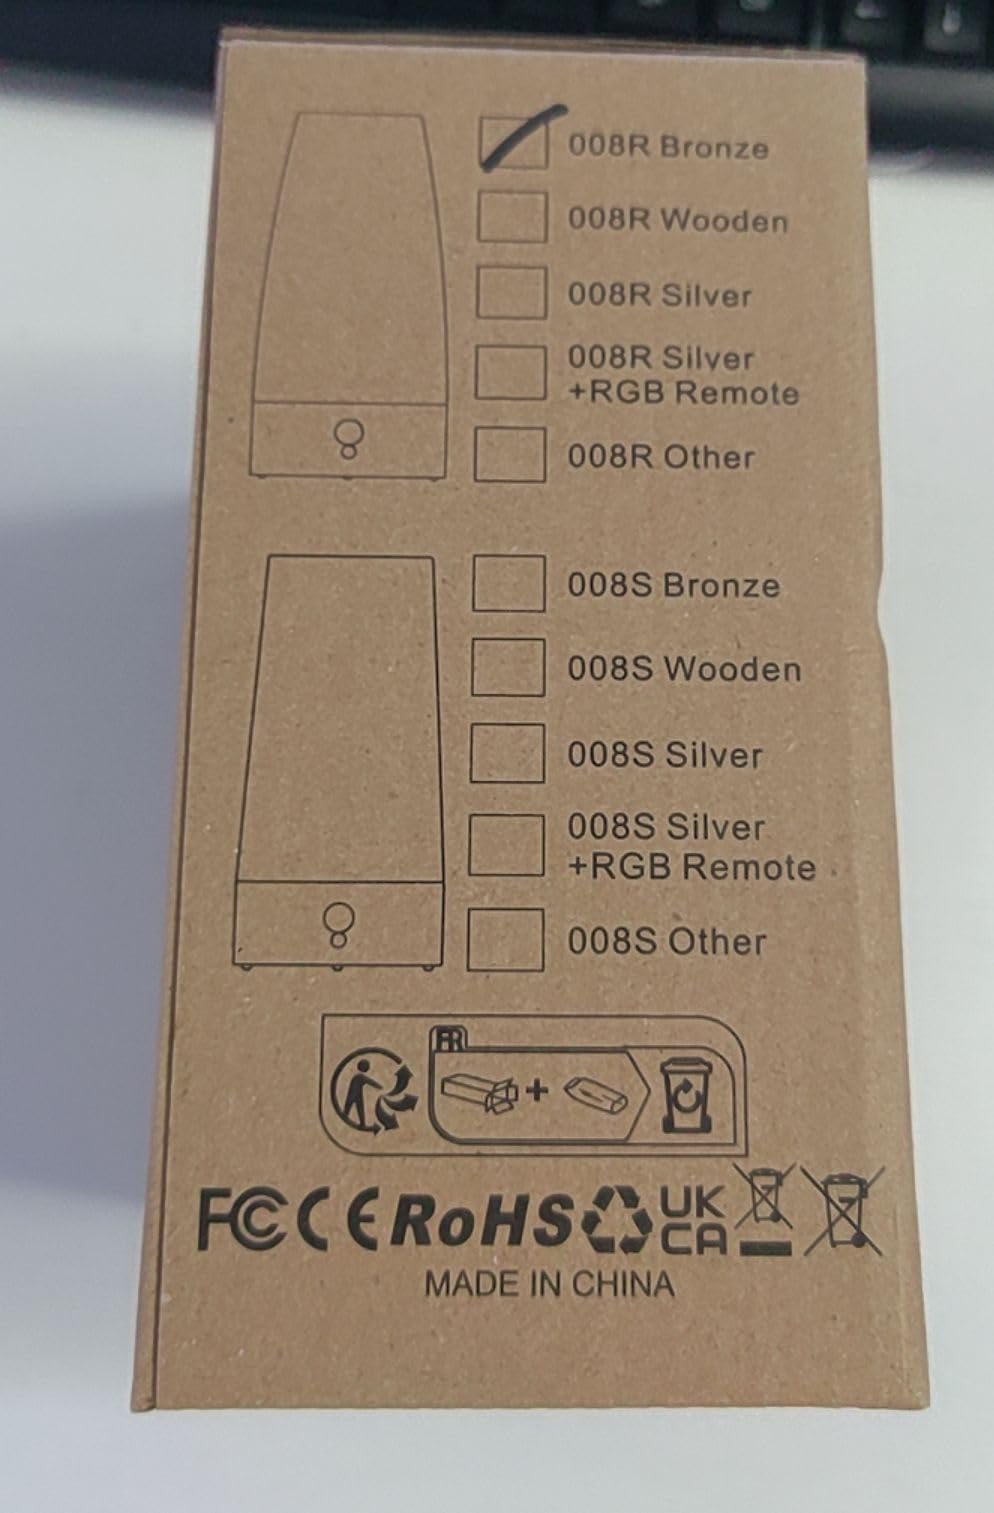 008R Bronze
008R Wooden
008R Silver
008R Silver
+RGB Remote
008R Other
008S Bronze
008S Wooden
008S Silver
008S Silver
+RGB Remote
008S Other
FR
+
FC CE RoHS UK
CA
MADE IN CHINA